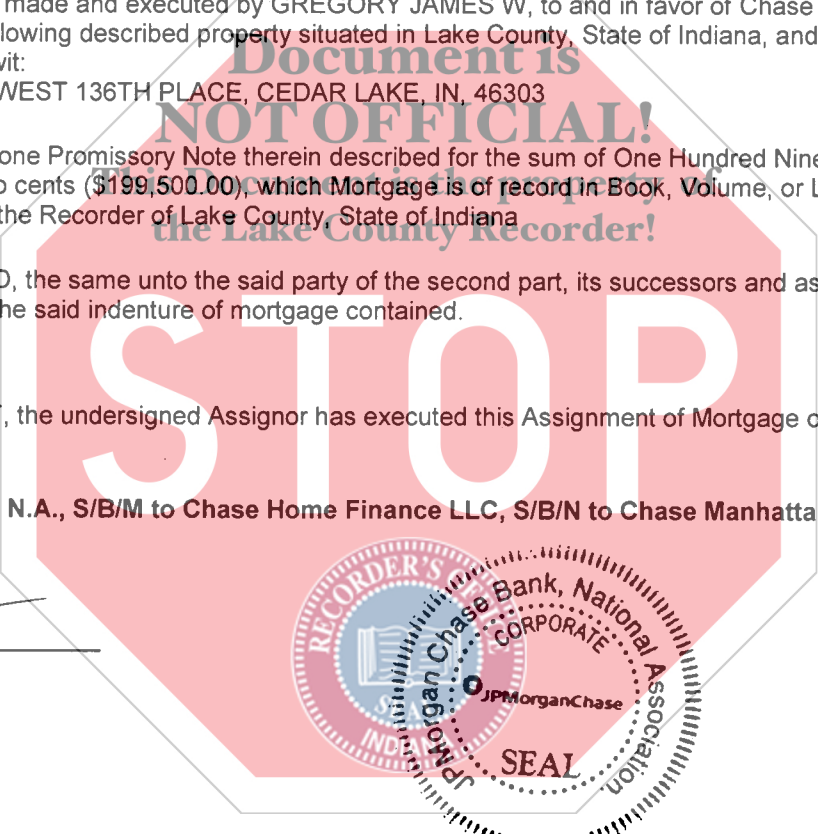 made and executed by GREGORY JAMES W, to and in favor of Chase
lowing described property situated in Lake County, State of Indiana, and
Document is
wit:
WEST 136TH PLACE, CEDAR LAKE, IN, 46303
NOT OFFICIAL!
one Promissory Note therein described for the sum of One Hundred Nine
cents ($199,500.00), which Mortgage is of record in Book, Volume, or L
This Document is the property of
the Recorder of Lake County, State of Indiana
the Lake County Recorder!
D, the same unto the said party of the second part, its successors and as
he said indenture of mortgage contained.
STOP
, the undersigned Assignor has executed this Assignment of Mortgage o
N.A., S/B/M to Chase Home Finance LLC, S/B/N to Chase Manhatta
RECORDER'S OFFICE
SEAL
INDIANA
JPMorgan Chase Bank, National Association.
CORPORATE
JPMorganChase
SEAL